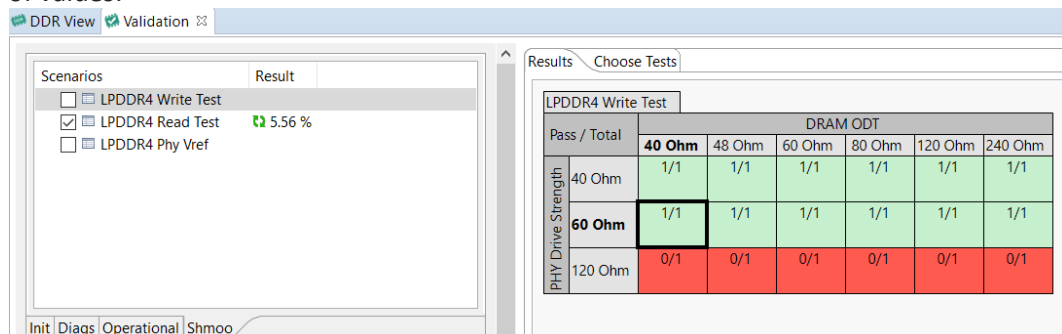 of values.
DDR View Validation
Scenarios Result
LPDDR4 Write Test
LPDDR4 Read Test 5.56 %
LPDDR4 Phy Vref
Init Diags Operational Shmoo
Results Choose Tests
LPDDR4 Write Test
Pass / Total DRAM ODT
40 Ohm 48 Ohm 60 Ohm 80 Ohm 120 Ohm 240 Ohm
PHY Drive Strength
40 Ohm 1/1 1/1 1/1 1/1 1/1 1/1
60 Ohm 1/1 1/1 1/1 1/1 1/1 1/1
120 Ohm 0/1 0/1 0/1 0/1 0/1 0/1